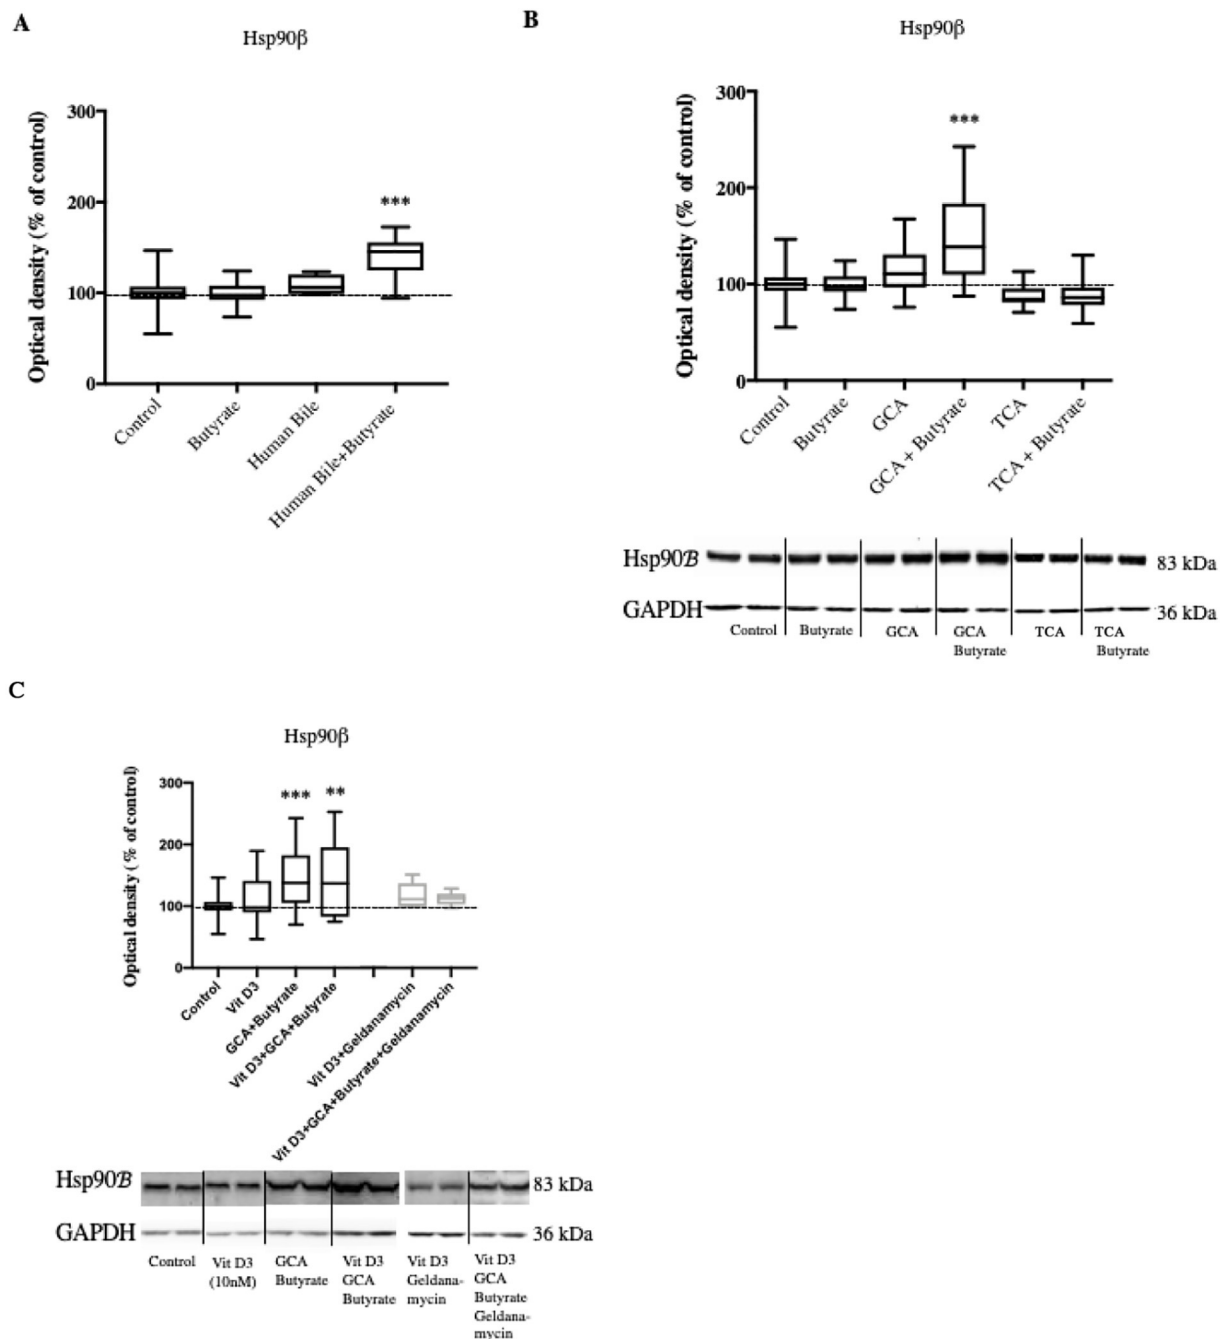 A
Hsp90β
Optical density (% of control)
300
200
100
0
***
Control
Butyrate
Human Bile
Human Bile+Butyrate
B
Hsp90β
Optical density (% of control)
300
200
100
0
***
Control
Butyrate
GCA
GCA + Butyrate
TCA
TCA + Butyrate
Hsp90ℬ 83 kDa
GAPDH 36 kDa
Control Butyrate GCA GCA TCA TCA
Butyrate Butyrate
C
Hsp90β
Optical density (% of control)
300
200
100
0
*** **
Control
Vit D3
GCA+Butyrate
Vit D3+GCA+Butyrate
Vit D3+Geldanamycin
Vit D3+GCA+Butyrate+Geldanamycin
Hsp90ℬ 83 kDa
GAPDH 36 kDa
Control Vit D3 GCA Vit D3 Vit D3 Vit D3
(10nM) Butyrate GCA Geldana- GCA
Butyrate mycin Butyrate
Geldana-
mycin